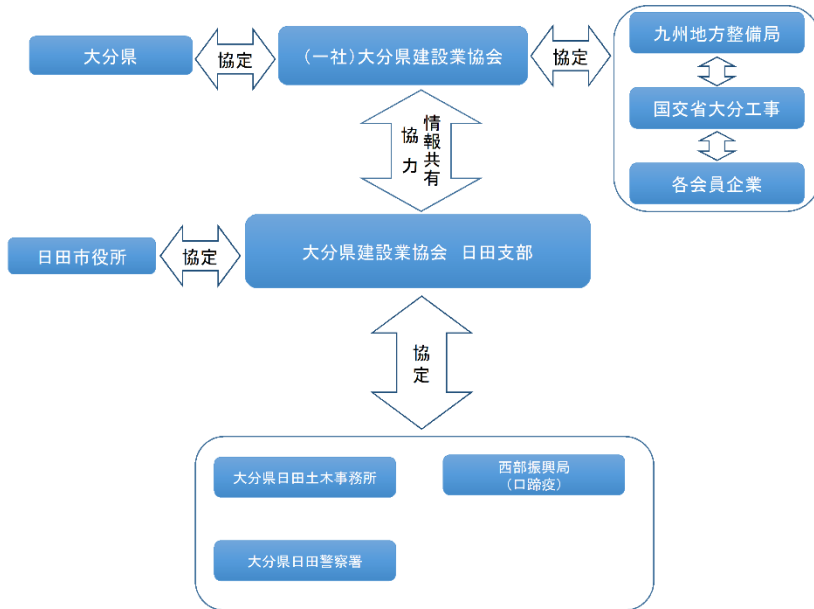 大分県
協定
(一社)大分県建設業協会
協定
九州地方整備局
国交省大分工事
各会員企業
情報共有
協力
日田市役所
協定
大分県建設業協会 日田支部
協定
大分県日田土木事務所
西部振興局
(口蹄疫)
大分県日田警察署